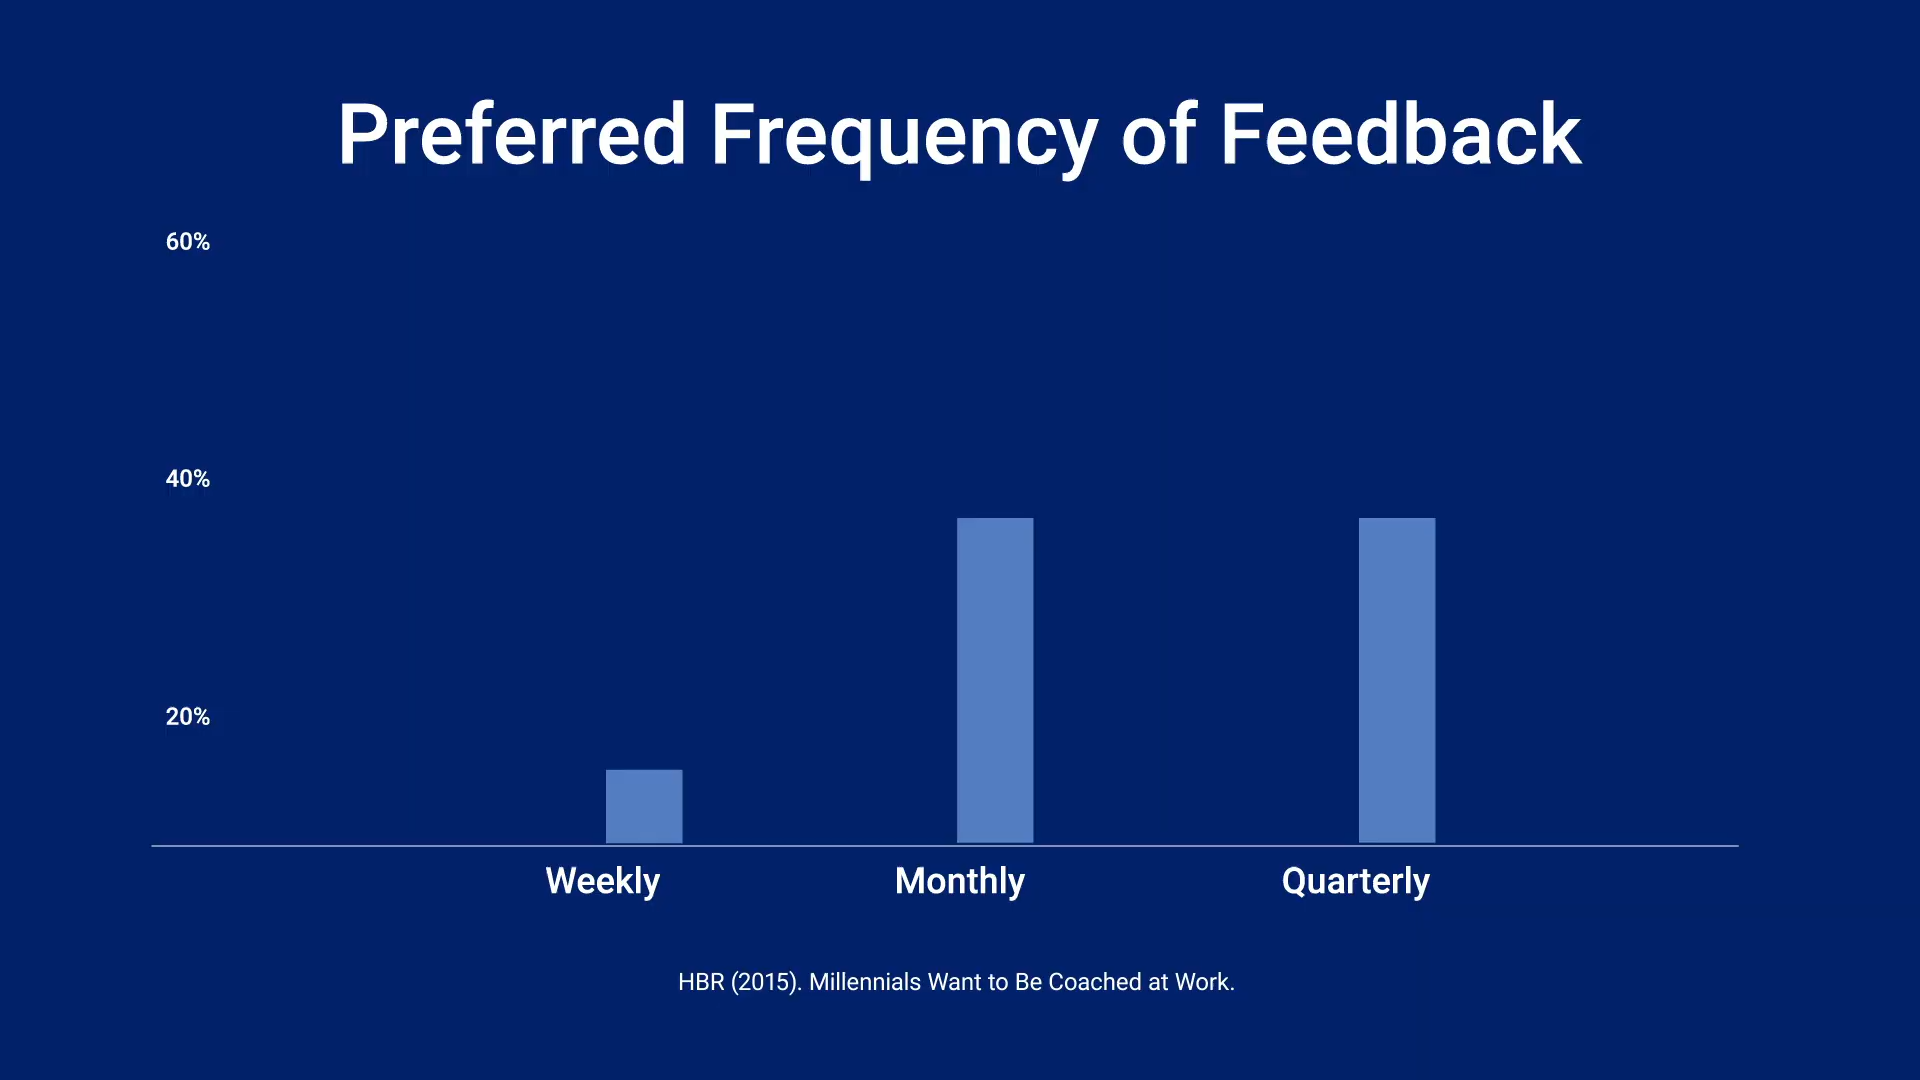 Preferred Frequency of Feedback
60%
40%
20%
Weekly Monthly Quarterly
HBR (2015). Millennials Want to Be Coached at Work.